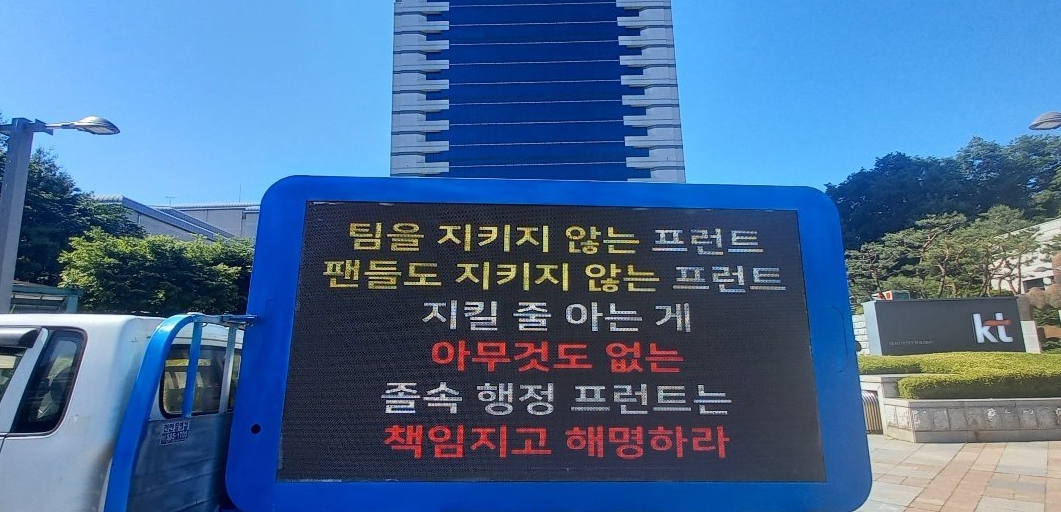 팀을 지키지 않는 프런트
팬들도 지키지 않는 프런트
지킬 줄 아는 게
아무것도 없는
졸속 행정 프런트는
책임지고 해명하라
kt